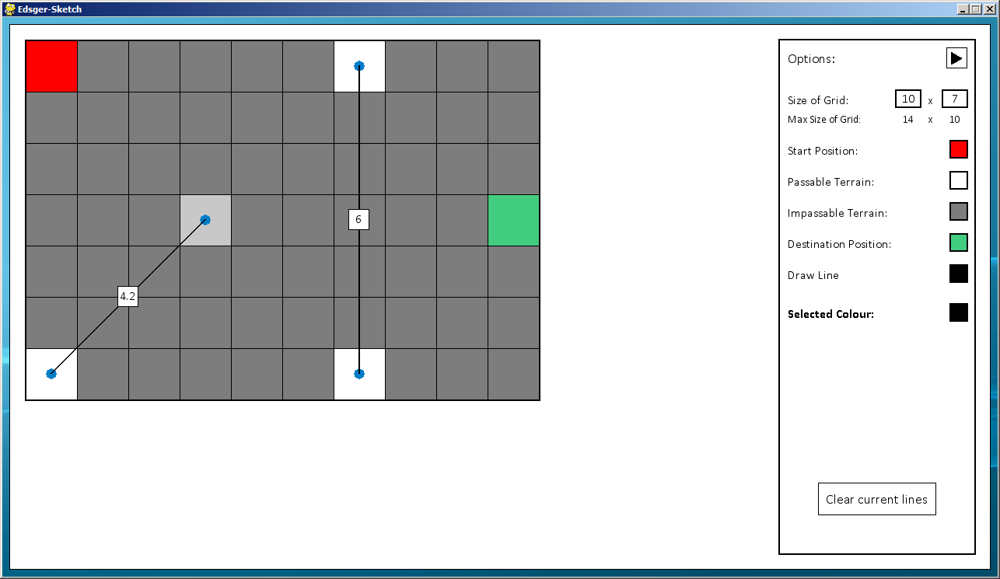 Edsger-Sketch
Options:
Size of Grid: 10 x 7
Max Size of Grid: 14 x 10
Start Position:
Passable Terrain:
6
Impassable Terrain:
Destination Position:
Draw Line
4.2
Selected Colour:
Clear current lines